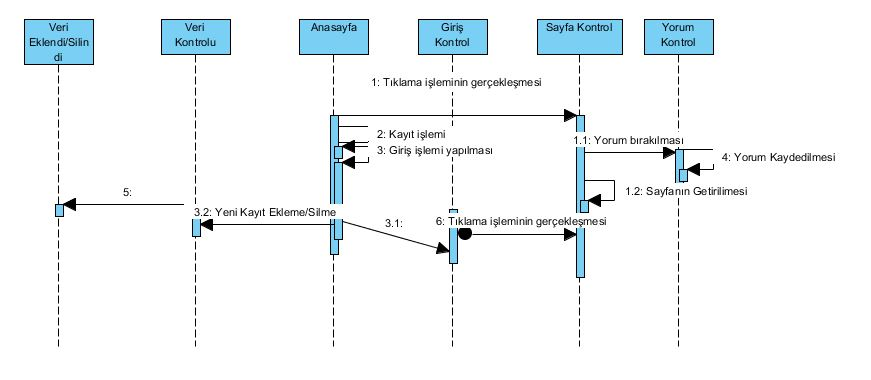 Veri
Eklendi/Silin
di
Veri
Kontrolu
Anasayfa
Giriş
Kontrol
Sayfa Kontrol
Yorum
Kontrol
1: Tıklama işleminin gerçekleşmesi
2: Kayıt işlemi
1.1: Yorum bırakılması
3: Giriş işlemi yapılması
4: Yorum Kaydedilmesi
1.2: Sayfanın Getirilimesi
5:
3.2: Yeni Kayıt Ekleme/Silme
3.1:
6: Tıklama işleminin gerçekleşmesi